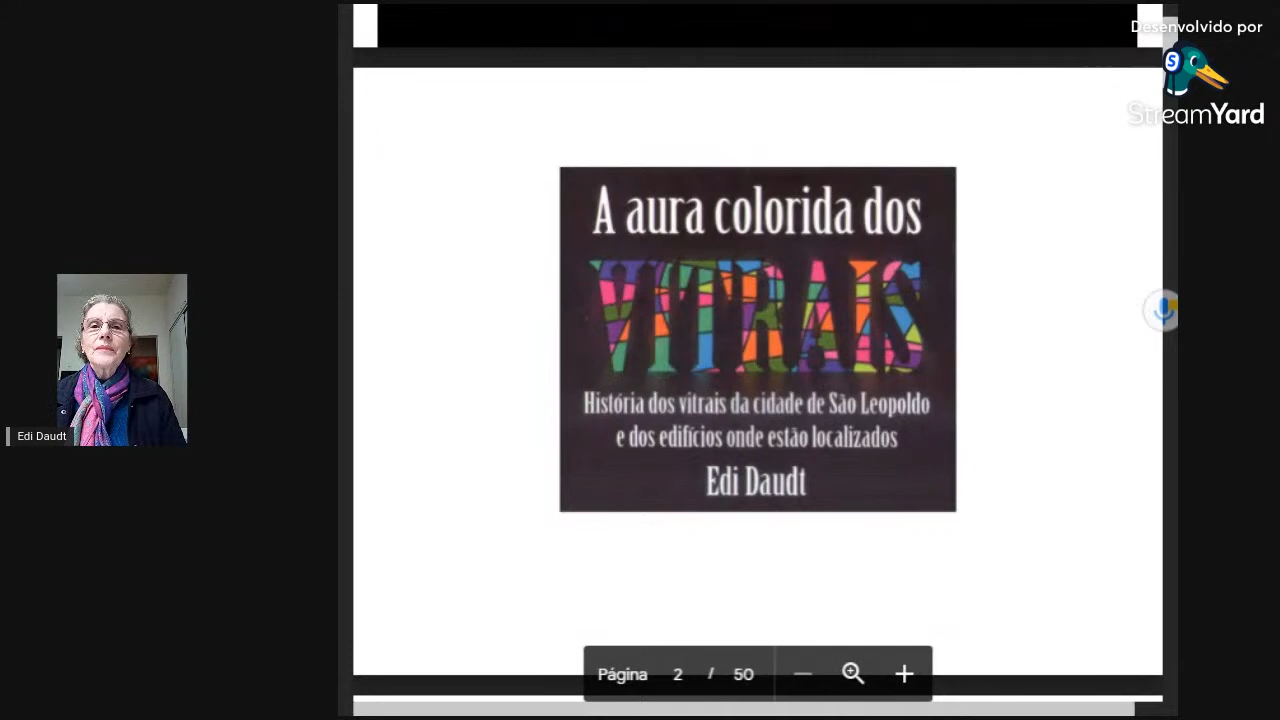 Desenvolvido por
S
StreamYard
A aura colorida dos
VITRAIS
História dos vitrais da cidade de São Leopoldo
e dos edifícios onde estão localizados
Edi Daudt
Edi Daudt
Página 2 / 50